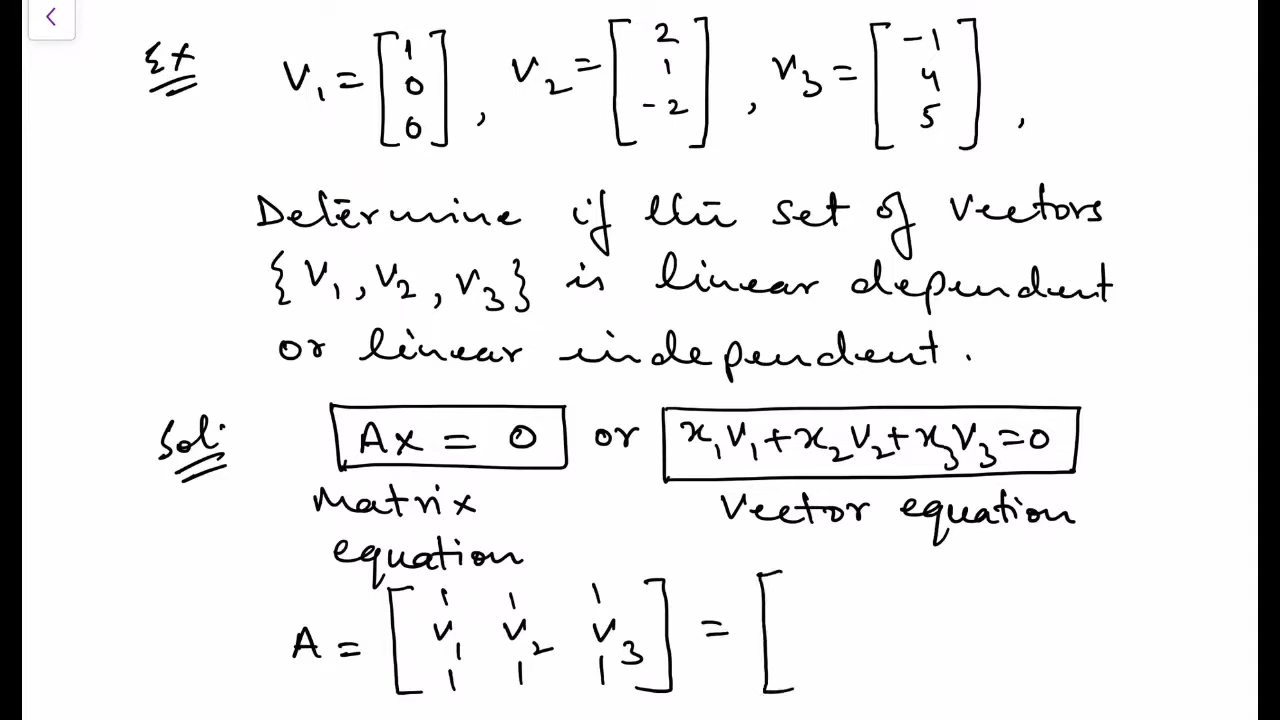 Ex V₁ = [1 0 0], V₂ = [2 1 -2], V₃ = [-1 4 5],
Determine if the set of vectors
{V₁, V₂, V₃} is linear dependent
or linear independent.
Sol: Ax = 0 or x₁V₁+x₂V₂+x₃V₃=0
Matrix Vector equation
equation
A = [V₁ V₂ V₃] = [